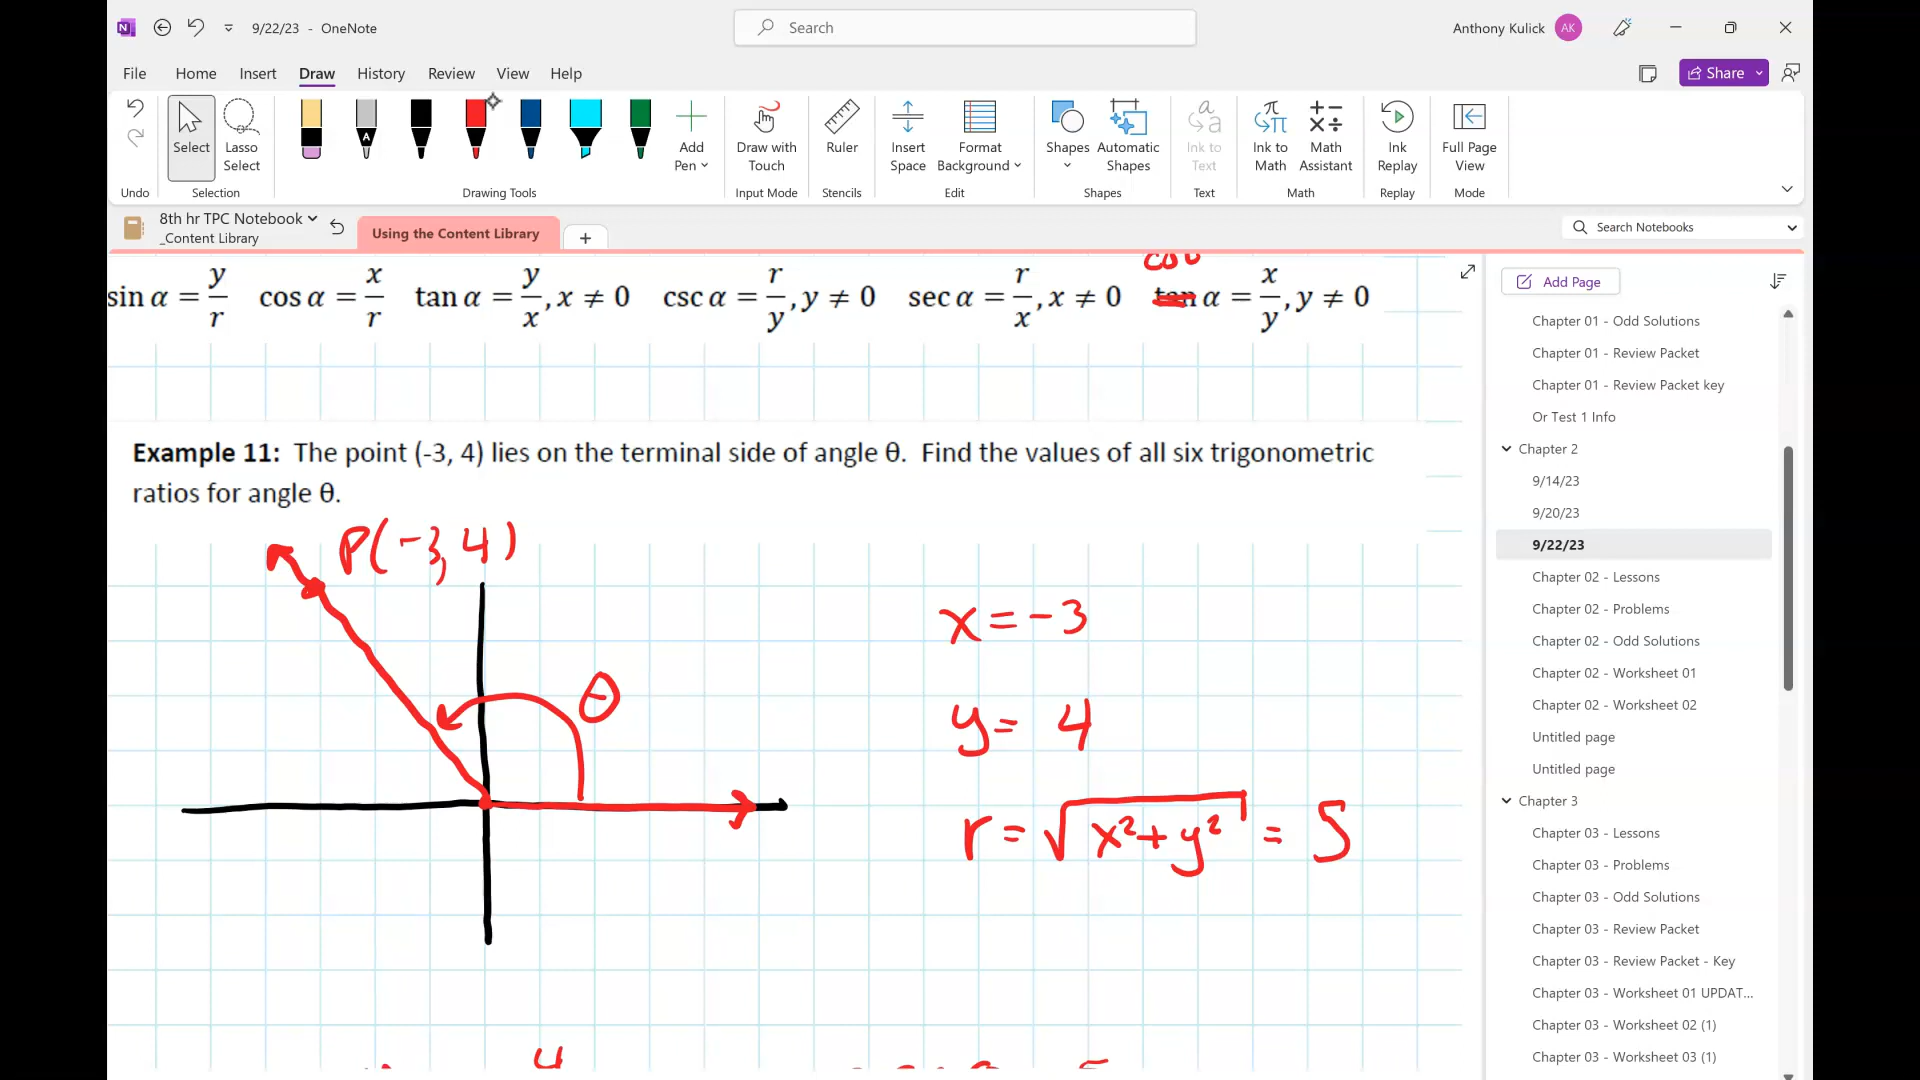 9/22/23 - OneNote
Search
Anthony Kulick AK
File Home Insert Draw History Review View Help
Share
Select
Lasso Select
A
Add Pen
Draw with Touch
Ruler
Insert Space
Format Background
Shapes
Automatic Shapes
Ink to Text
Ink to Math
Math Assistant
Ink Replay
Full Page View
Undo Selection Drawing Tools Input Mode Stencils Edit Shapes Text Math Replay Mode
8th hr TPC Notebook
_Content Library
Using the Content Library
Search Notebooks
sin α = y/r cos α = x/r tan α = y/x, x ≠ 0 csc α = r/y, y ≠ 0 sec α = r/x, x ≠ 0 tan α = x/y, y ≠ 0
Example 11: The point (-3, 4) lies on the terminal side of angle θ. Find the values of all six trigonometric
ratios for angle θ.
P(-3, 4)
θ
x = -3
y = 4
r = √x²+y² = 5
4
Add Page
Chapter 01 - Odd Solutions
Chapter 01 - Review Packet
Chapter 01 - Review Packet key
Or Test 1 Info
Chapter 2
9/14/23
9/20/23
9/22/23
Chapter 02 - Lessons
Chapter 02 - Problems
Chapter 02 - Odd Solutions
Chapter 02 - Worksheet 01
Chapter 02 - Worksheet 02
Untitled page
Untitled page
Chapter 3
Chapter 03 - Lessons
Chapter 03 - Problems
Chapter 03 - Odd Solutions
Chapter 03 - Review Packet
Chapter 03 - Review Packet - Key
Chapter 03 - Worksheet 01 UPDAT...
Chapter 03 - Worksheet 02 (1)
Chapter 03 - Worksheet 03 (1)